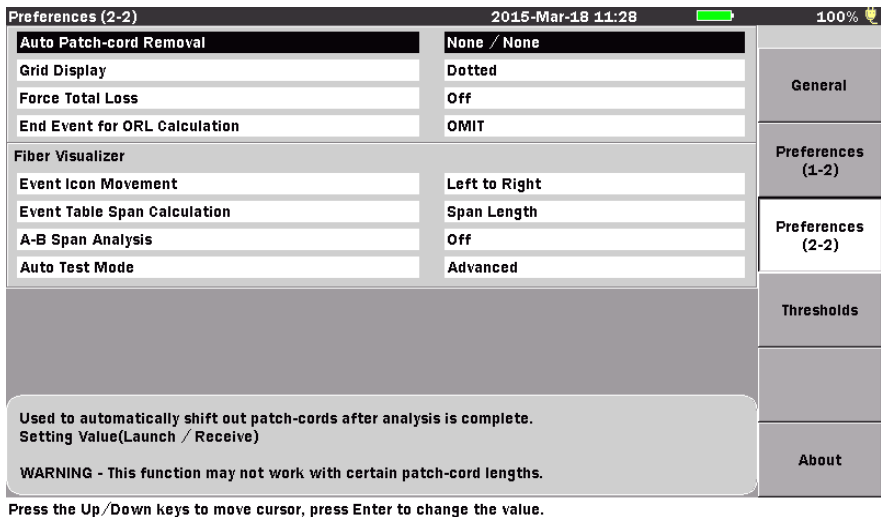 Preferences (2-2) 2015-Mar-18 11:28 100%
Auto Patch-cord Removal None / None
Grid Display Dotted
Force Total Loss Off
End Event for ORL Calculation OMIT
Fiber Visualizer
Event Icon Movement Left to Right
Event Table Span Calculation Span Length
A-B Span Analysis Off
Auto Test Mode Advanced
General
Preferences
(1-2)
Preferences
(2-2)
Thresholds
About
Used to automatically shift out patch-cords after analysis is complete.
Setting Value(Launch / Receive)
WARNING - This function may not work with certain patch-cord lengths.
Press the Up/Down keys to move cursor, press Enter to change the value.